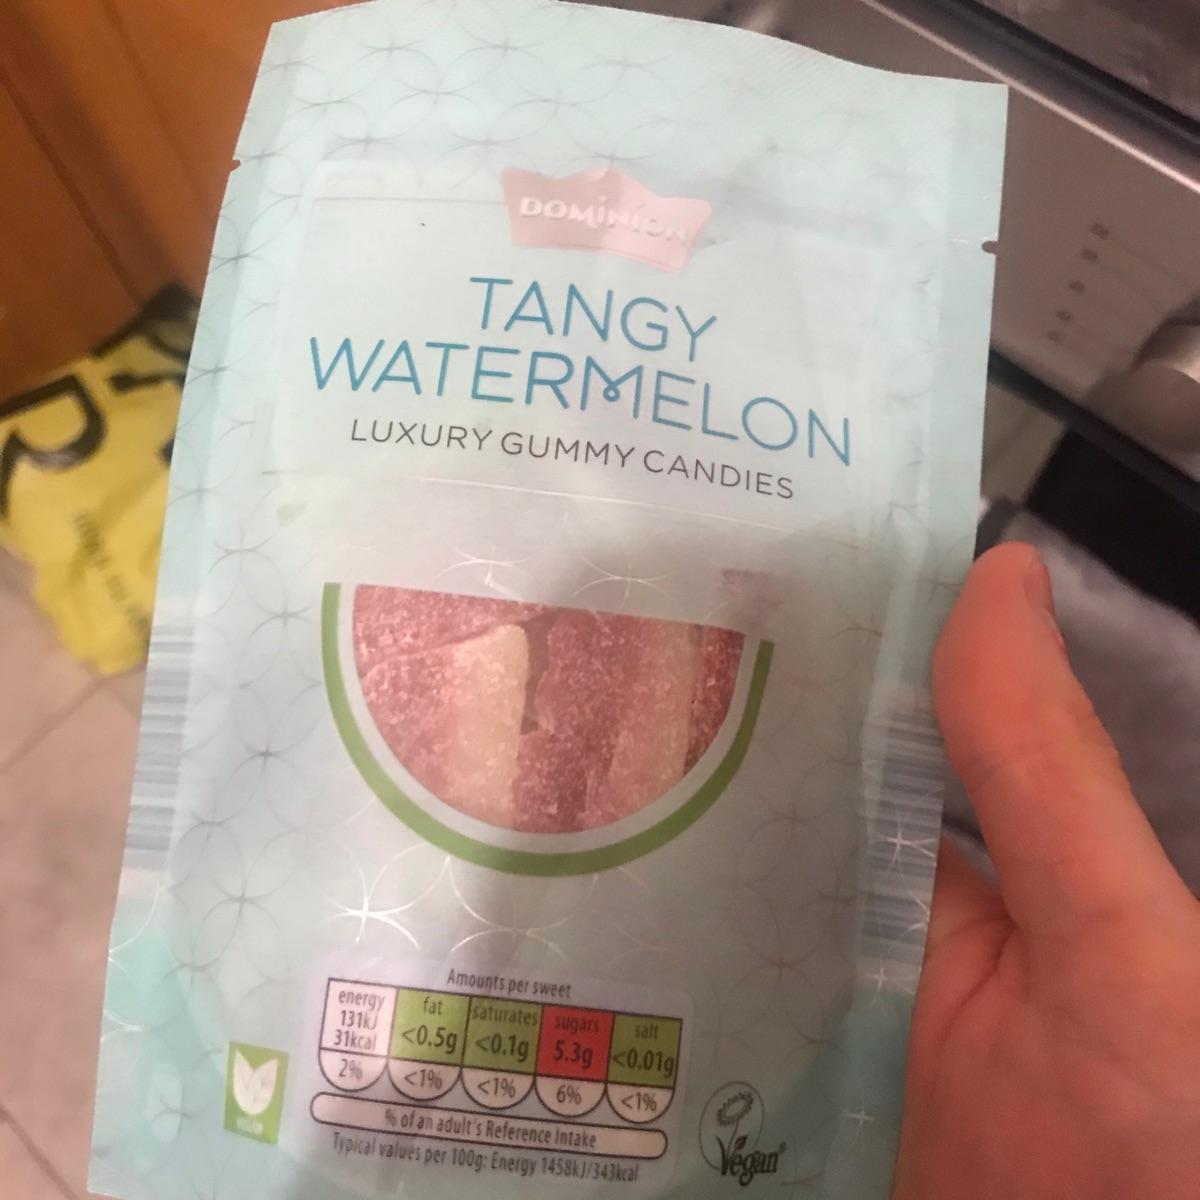 DOMiNiON
TANGY
WATERMELON
LUXURY GUMMY CANDIES
Amounts per sweet
energy
131kJ
31kcal
2%
fat
<0.5g
<1%
saturates
<0.1g
<1%
sugars
5.3g
6%
salt
<0.01g
<1%
% of an adult's Reference Intake
Typical values per 100g: Energy 1458kJ/343kcal
Vegan